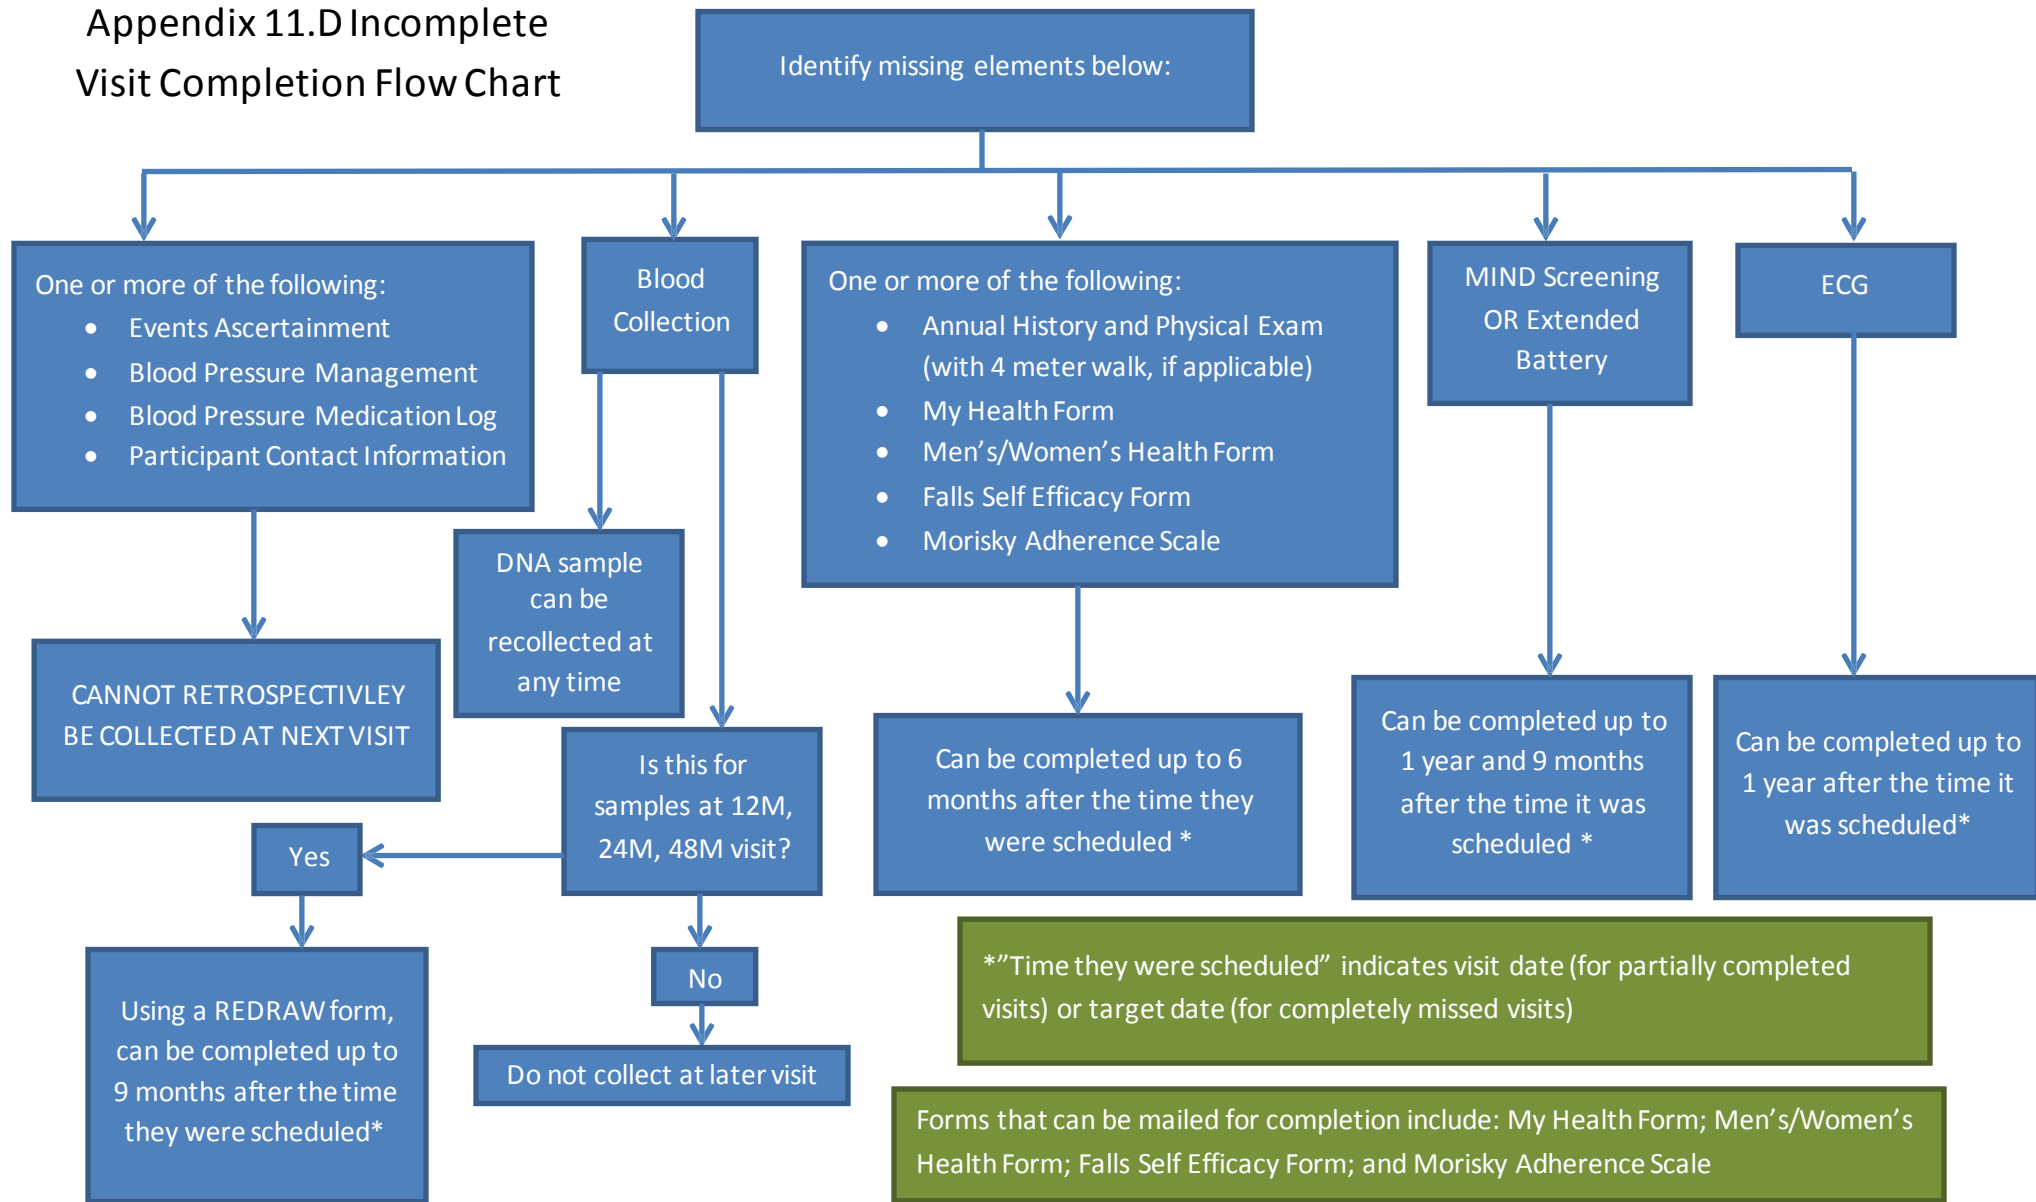 Appendix 11.D Incomplete
Visit Completion Flow Chart
Identify missing elements below:
One or more of the following:
• Events Ascertainment
• Blood Pressure Management
• Blood Pressure Medication Log
• Participant Contact Information
Blood
Collection
One or more of the following:
• Annual History and Physical Exam
(with 4 meter walk, if applicable)
• My Health Form
• Men’s/Women’s Health Form
• Falls Self Efficacy Form
• Morisky Adherence Scale
MIND Screening
OR Extended
Battery
ECG
CANNOT RETROSPECTIVLEY
BE COLLECTED AT NEXT VISIT
DNA sample
can be
recollected at
any time
Is this for
samples at 12M,
24M, 48M visit?
Yes
No
Using a REDRAW form,
can be completed up to
9 months after the time
they were scheduled*
Do not collect at later visit
Can be completed up to 6
months after the time they
were scheduled *
Can be completed up to
1 year and 9 months
after the time it was
scheduled *
Can be completed up to
1 year after the time it
was scheduled*
*”Time they were scheduled” indicates visit date (for partially completed
visits) or target date (for completely missed visits)
Forms that can be mailed for completion include: My Health Form; Men’s/Women’s
Health Form; Falls Self Efficacy Form; and Morisky Adherence Scale